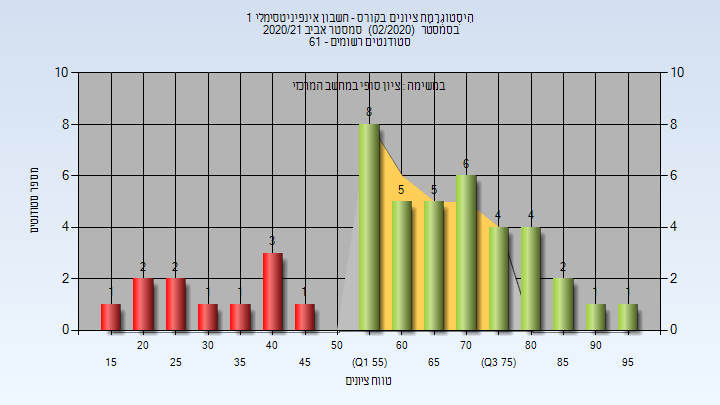 היסטוגרמת ציונים בקורס - חשבון אינפיניטסימלי 1
בסמסטר (02/2020) סמסטר אביב 2020/21
סטודנטים רשומים - 61
במשימה : ציון סופי במחשב המרכזי
10 10
8 8
6 6
4 4
2 2
0 0
מספר סטודנטים
1 2 2 1 1 3 1 8 5 5 6 4 4 2 1 1
20 30 40 50 60 70 80 90
15 25 35 45 (Q1 55) 65 (Q3 75) 85 95
טווח ציונים